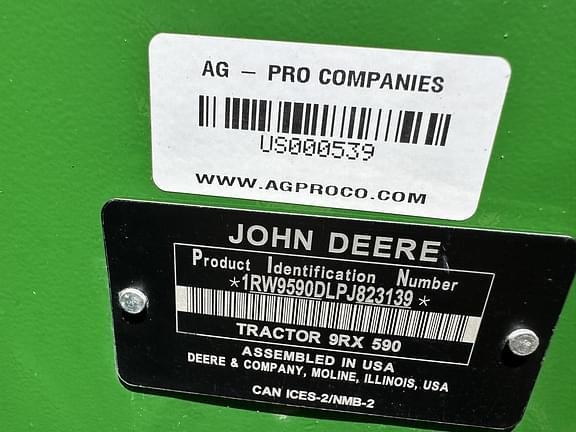 AG – PRO COMPANIES
US000539
WWW.AGPROCO.COM
JOHN DEERE
Product Identification Number
*1RW9590DLPJ823139*
TRACTOR 9RX 590
ASSEMBLED IN USA
DEERE & COMPANY, MOLINE, ILLINOIS, USA
CAN ICES-2/NMB-2